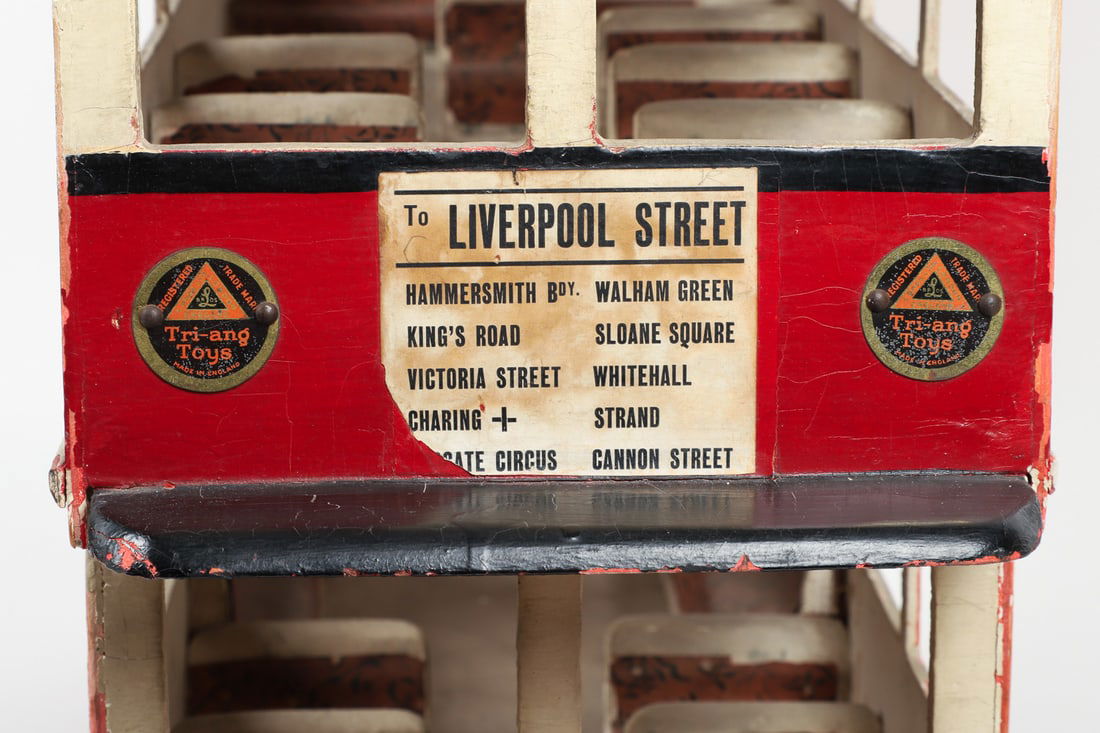 To LIVERPOOL STREET
HAMMERSMITH BDY. WALHAM GREEN
KING'S ROAD SLOANE SQUARE
VICTORIA STREET WHITEHALL
CHARING + STRAND
GATE CIRCUS CANNON STREET
REGISTERED TRADE MARK
Tri-ang
Toys
MADE IN ENGLAND
REGISTERED TRADE MARK
Tri-ang
Toys
MADE IN ENGLAND